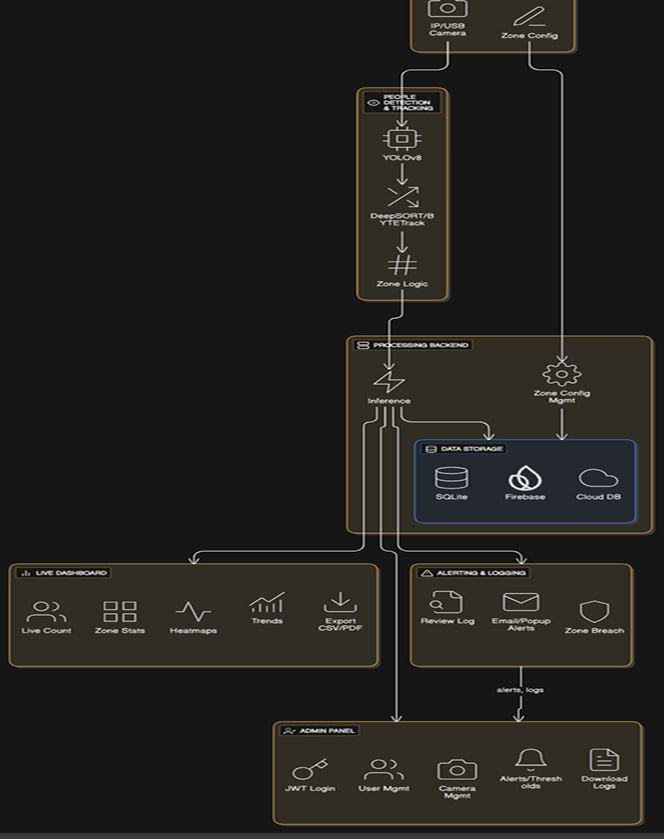 IP/USB
Camera
Zone Config
PEOPLE
DETECTION
& TRACKING
YOLOv8
DeepSORT/B
YTETrack
Zone Logic
PROCESSING BACKEND
Inference
Zone Config
Mgmt
DATA STORAGE
SQLite
Firebase
Cloud DB
LIVE DASHBOARD
Live Count
Zone Stats
Heatmaps
Trends
Export
CSV/PDF
ALERTING & LOGGING
Review Log
Email/Popup
Alerts
Zone Breach
alerts, logs
ADMIN PANEL
JWT Login
User Mgmt
Camera
Mgmt
Alerts/Thresh
olds
Download
Logs